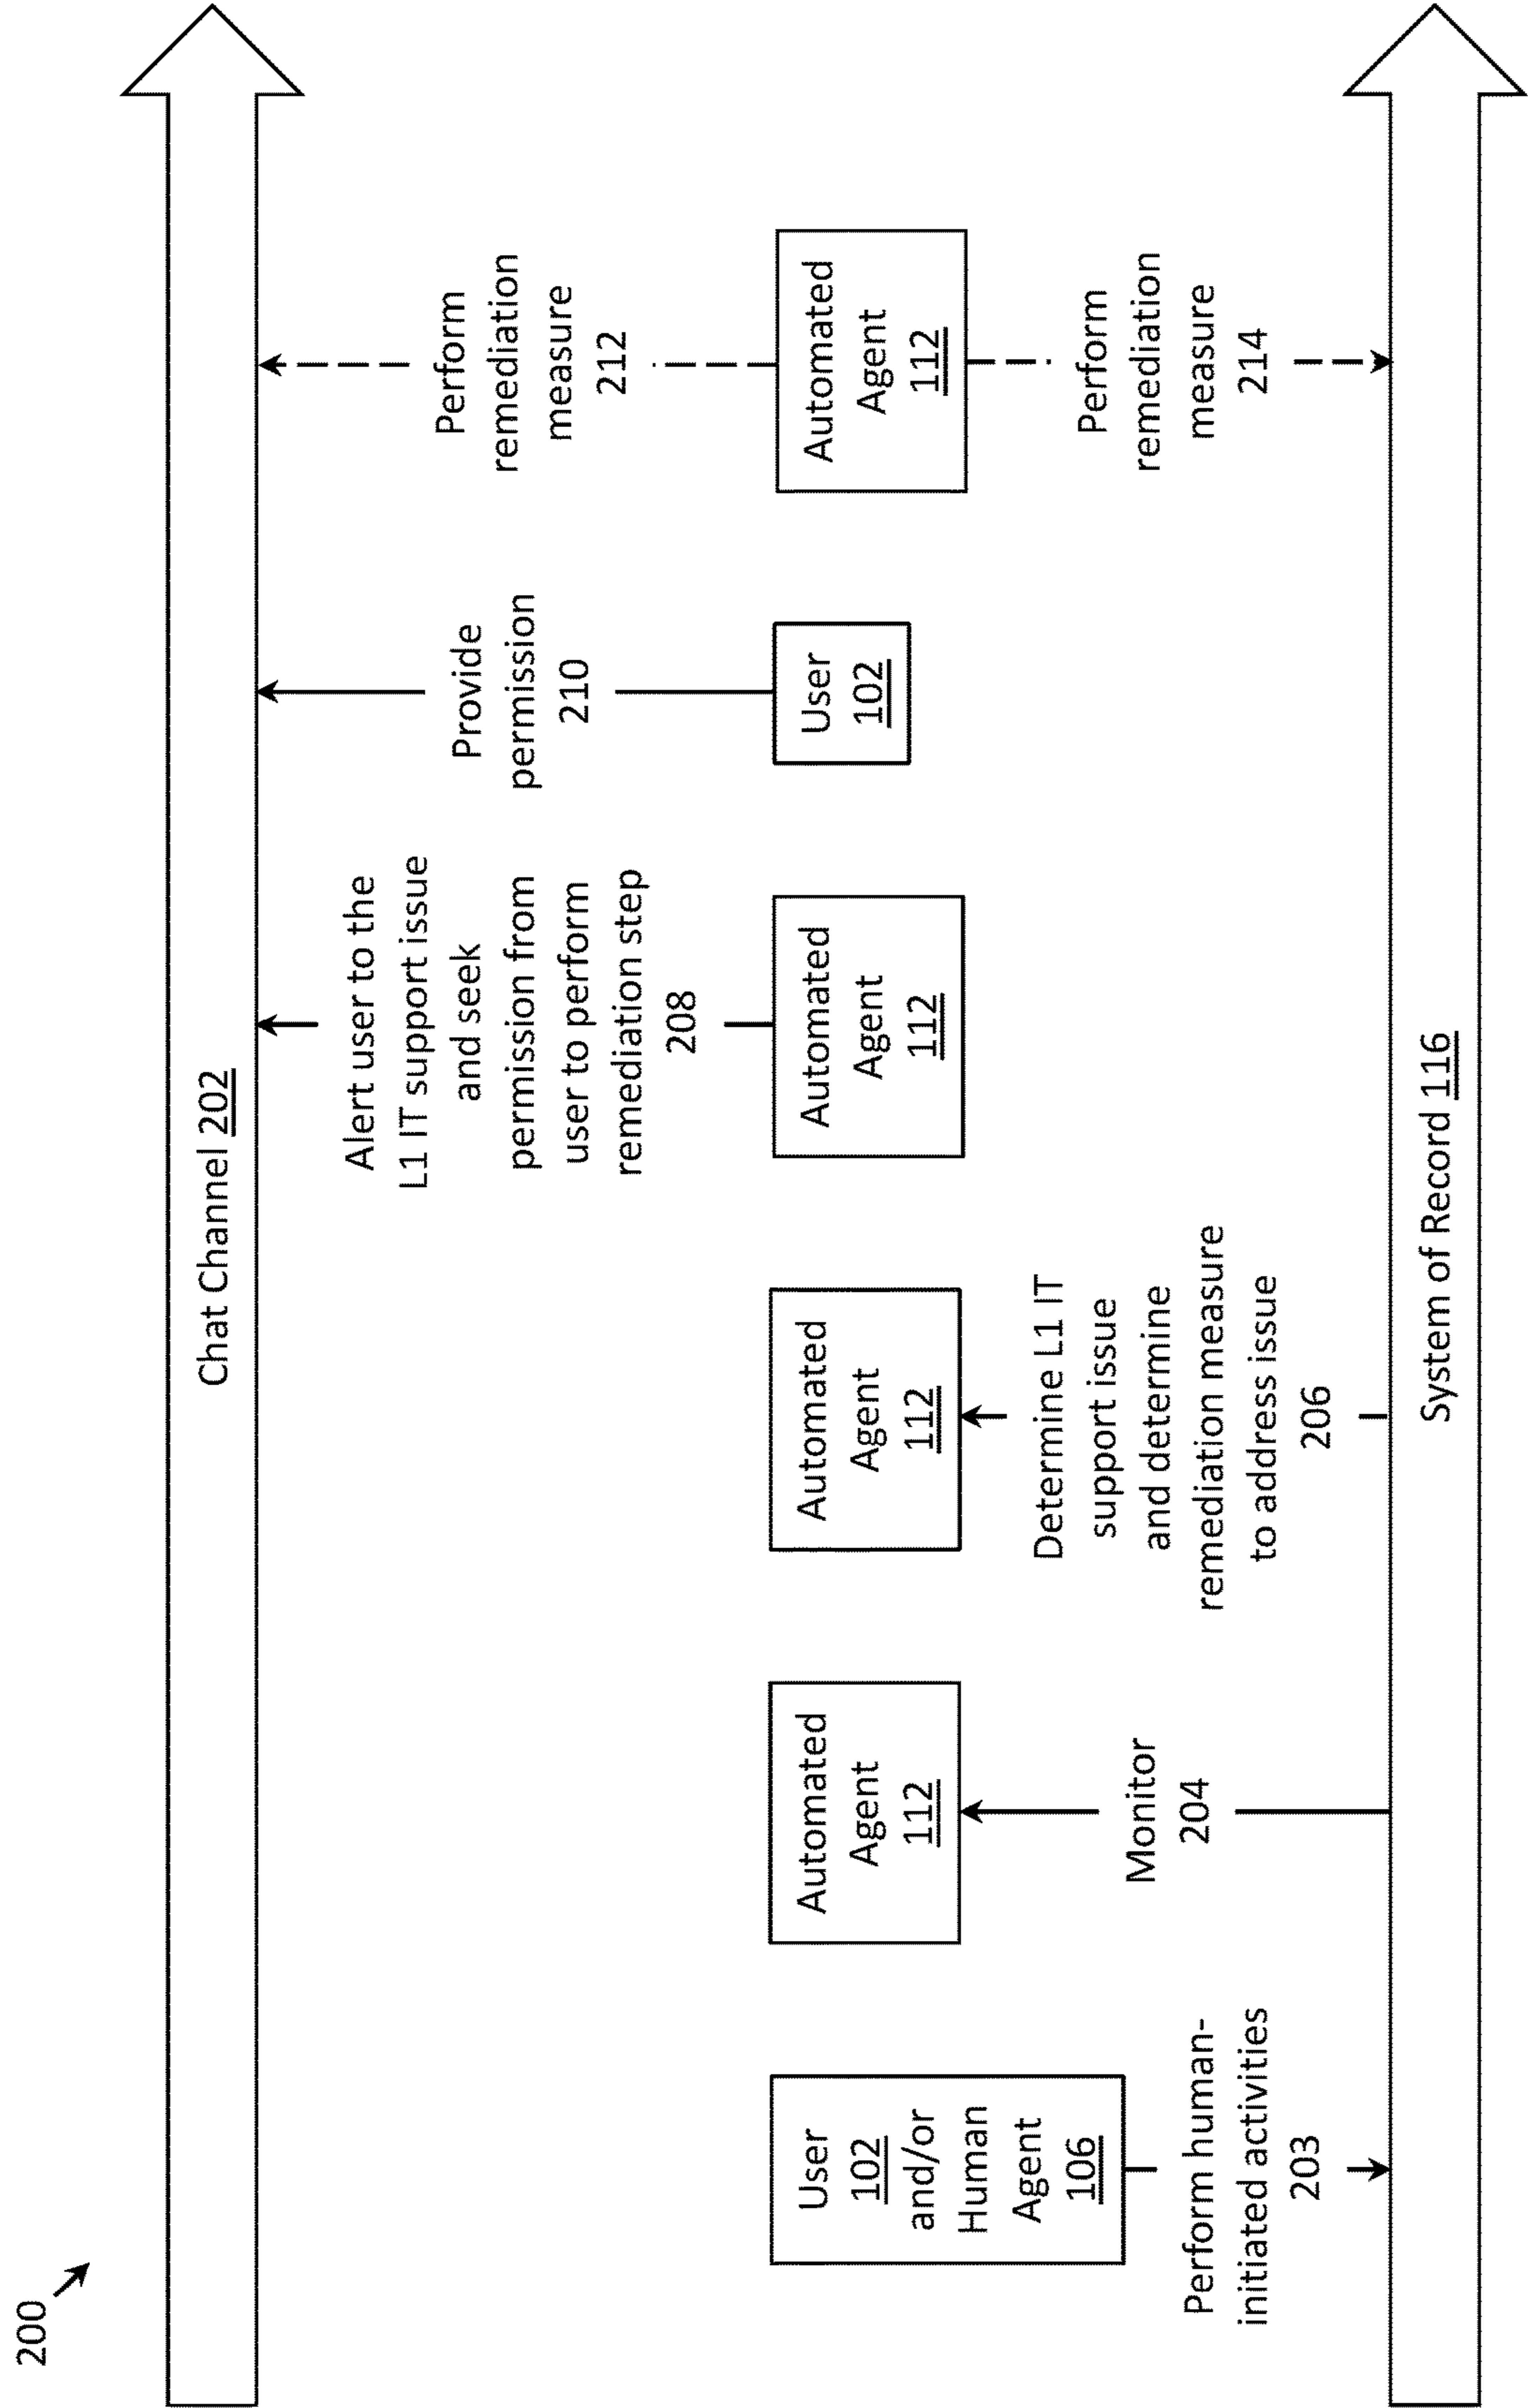 200
Chat Channel 202
Alert user to the
L1 IT support issue
and seek
permission from
user to perform
remediation step
208
Provide
permission
210
Perform
remediation
measure
212
User
102
and/or
Human
Agent
106
Automated
Agent
112
Automated
Agent
112
Automated
Agent
112
User
102
Automated
Agent
112
Perform human-
initiated activities
203
Monitor
204
Determine L1 IT
support issue
and determine
remediation measure
to address issue
206
Perform
remediation
measure
214
System of Record 116